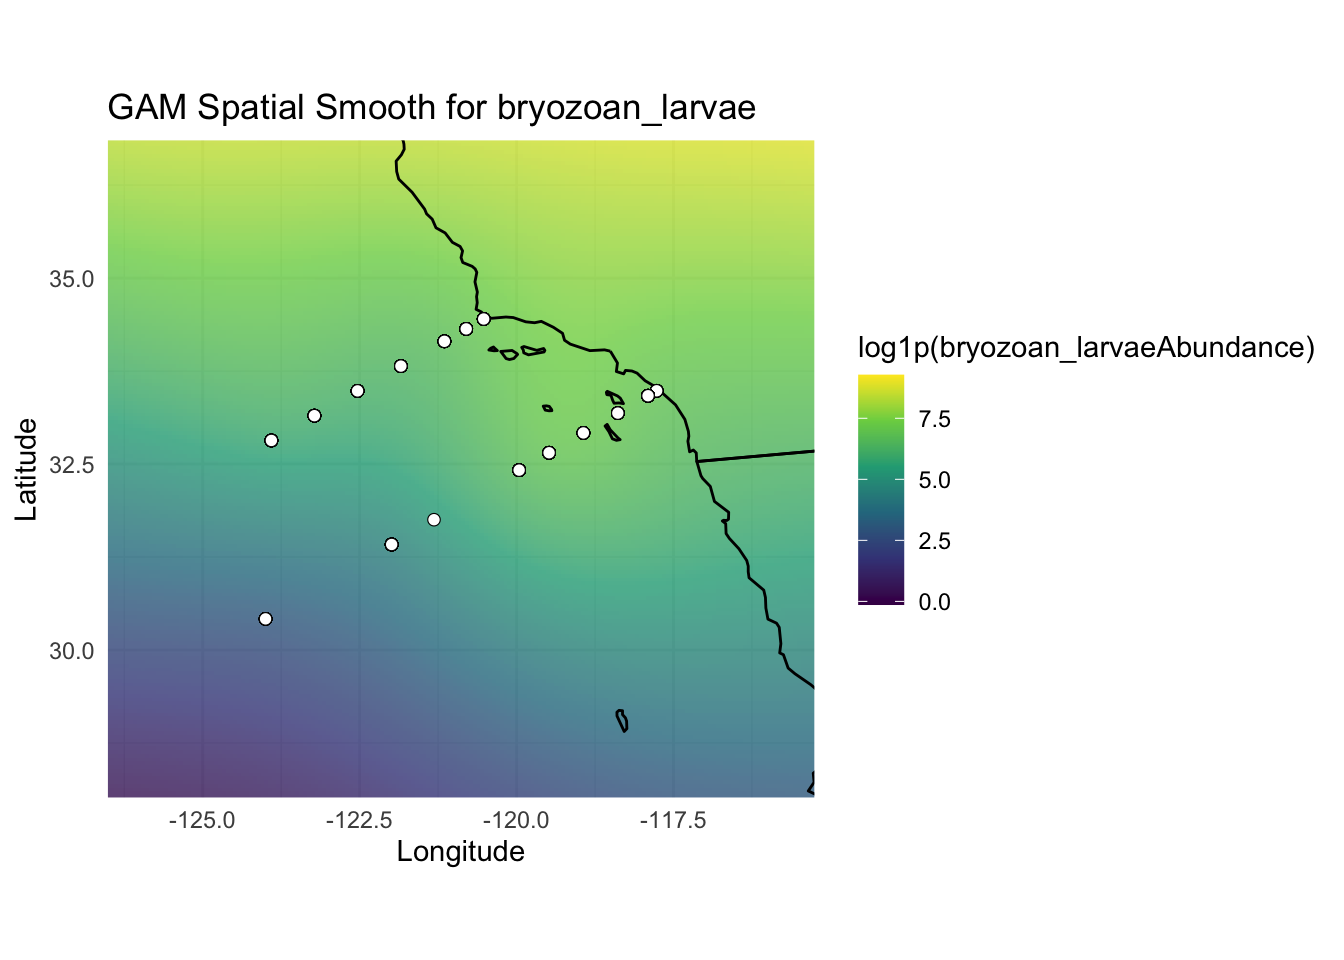 GAM Spatial Smooth for bryozoan_larvae
35.0
32.5
30.0
Latitude
-125.0
-122.5
-120.0
-117.5
Longitude
log1p(bryozoan_larvaeAbundance)
7.5
5.0
2.5
0.0